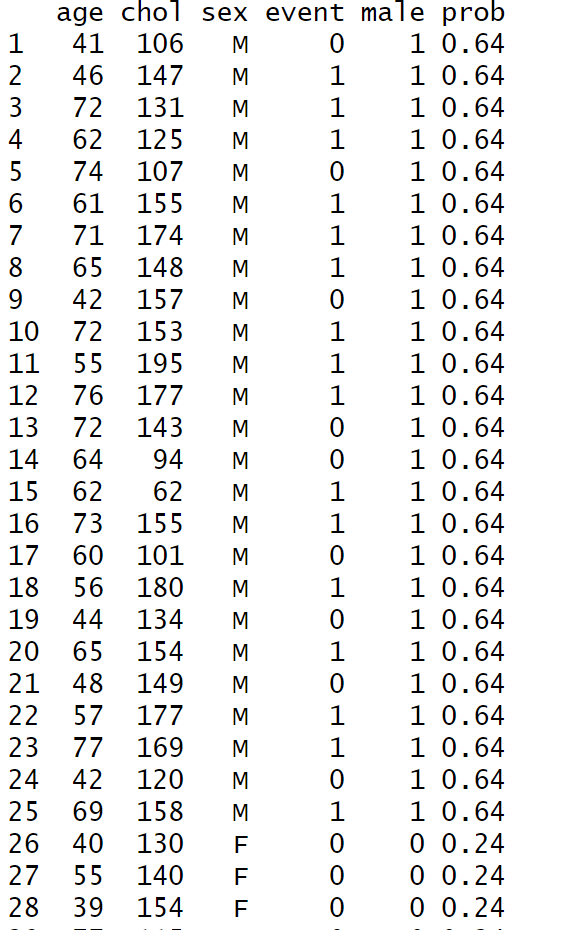 age chol sex event male prob
1 41 106 M 0 1 0.64
2 46 147 M 1 1 0.64
3 72 131 M 1 1 0.64
4 62 125 M 1 1 0.64
5 74 107 M 0 1 0.64
6 61 155 M 1 1 0.64
7 71 174 M 1 1 0.64
8 65 148 M 1 1 0.64
9 42 157 M 0 1 0.64
10 72 153 M 1 1 0.64
11 55 195 M 1 1 0.64
12 76 177 M 1 1 0.64
13 72 143 M 0 1 0.64
14 64 94 M 0 1 0.64
15 62 62 M 1 1 0.64
16 73 155 M 1 1 0.64
17 60 101 M 0 1 0.64
18 56 180 M 1 1 0.64
19 44 134 M 0 1 0.64
20 65 154 M 1 1 0.64
21 48 149 M 0 1 0.64
22 57 177 M 1 1 0.64
23 77 169 M 1 1 0.64
24 42 120 M 0 1 0.64
25 69 158 M 1 1 0.64
26 40 130 F 0 0 0.24
27 55 140 F 0 0 0.24
28 39 154 F 0 0 0.24